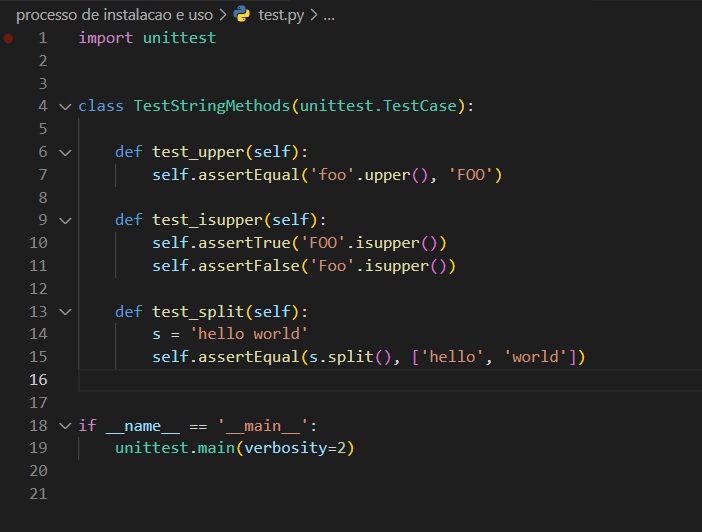 processo de instalacao e uso > test.py > ...
1 import unittest
2
3
4 class TestStringMethods(unittest.TestCase):
5
6     def test_upper(self):
7         self.assertEqual('foo'.upper(), 'FOO')
8
9     def test_isupper(self):
10         self.assertTrue('FOO'.isupper())
11         self.assertFalse('Foo'.isupper())
12
13     def test_split(self):
14         s = 'hello world'
15         self.assertEqual(s.split(), ['hello', 'world'])
16
17
18 if __name__ == '__main__':
19     unittest.main(verbosity=2)
20
21